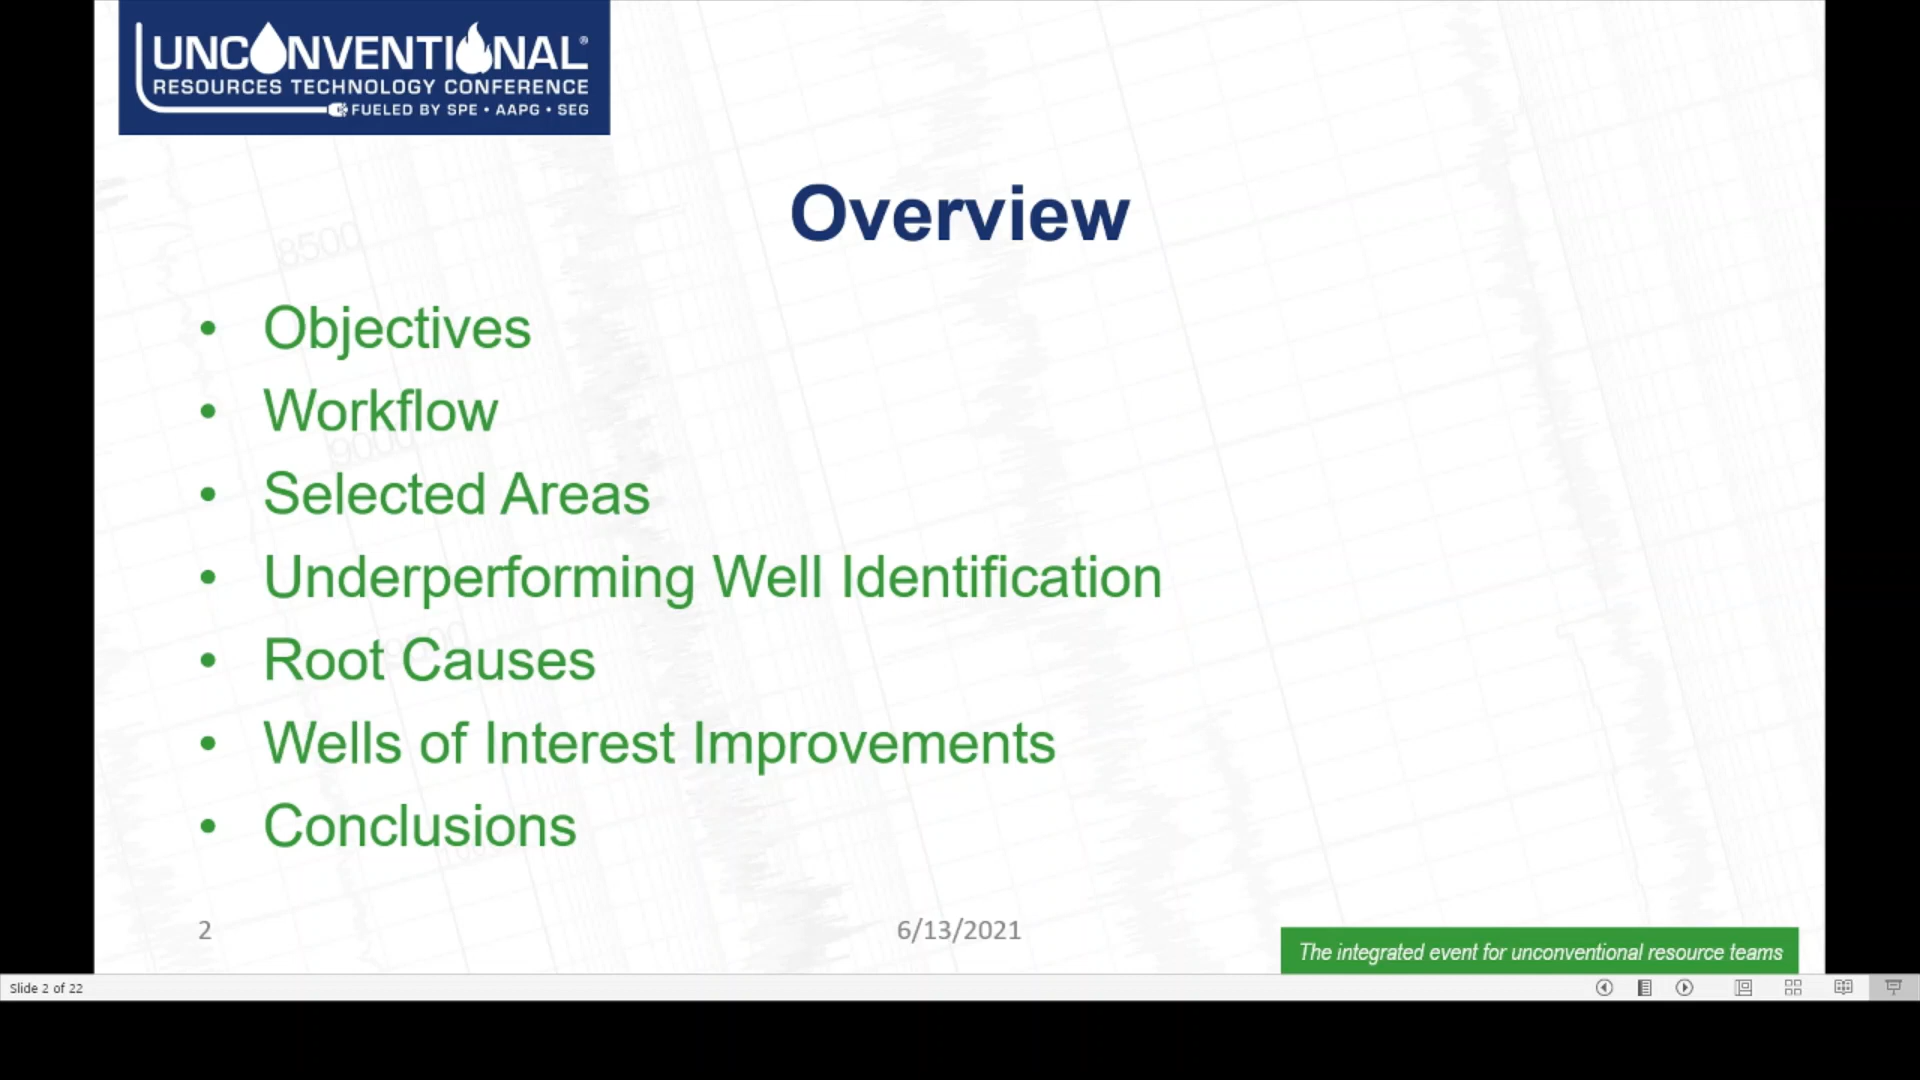 UNCONVENTIONAL®
RESOURCES TECHNOLOGY CONFERENCE
FUELED BY SPE • AAPG • SEG
8500
Overview
• Objectives
• Workflow
9000
• Selected Areas
• Underperforming Well Identification
• Root Causes
• Wells of Interest Improvements
• Conclusions
2
6/13/2021
The integrated event for unconventional resource teams
Slide 2 of 22